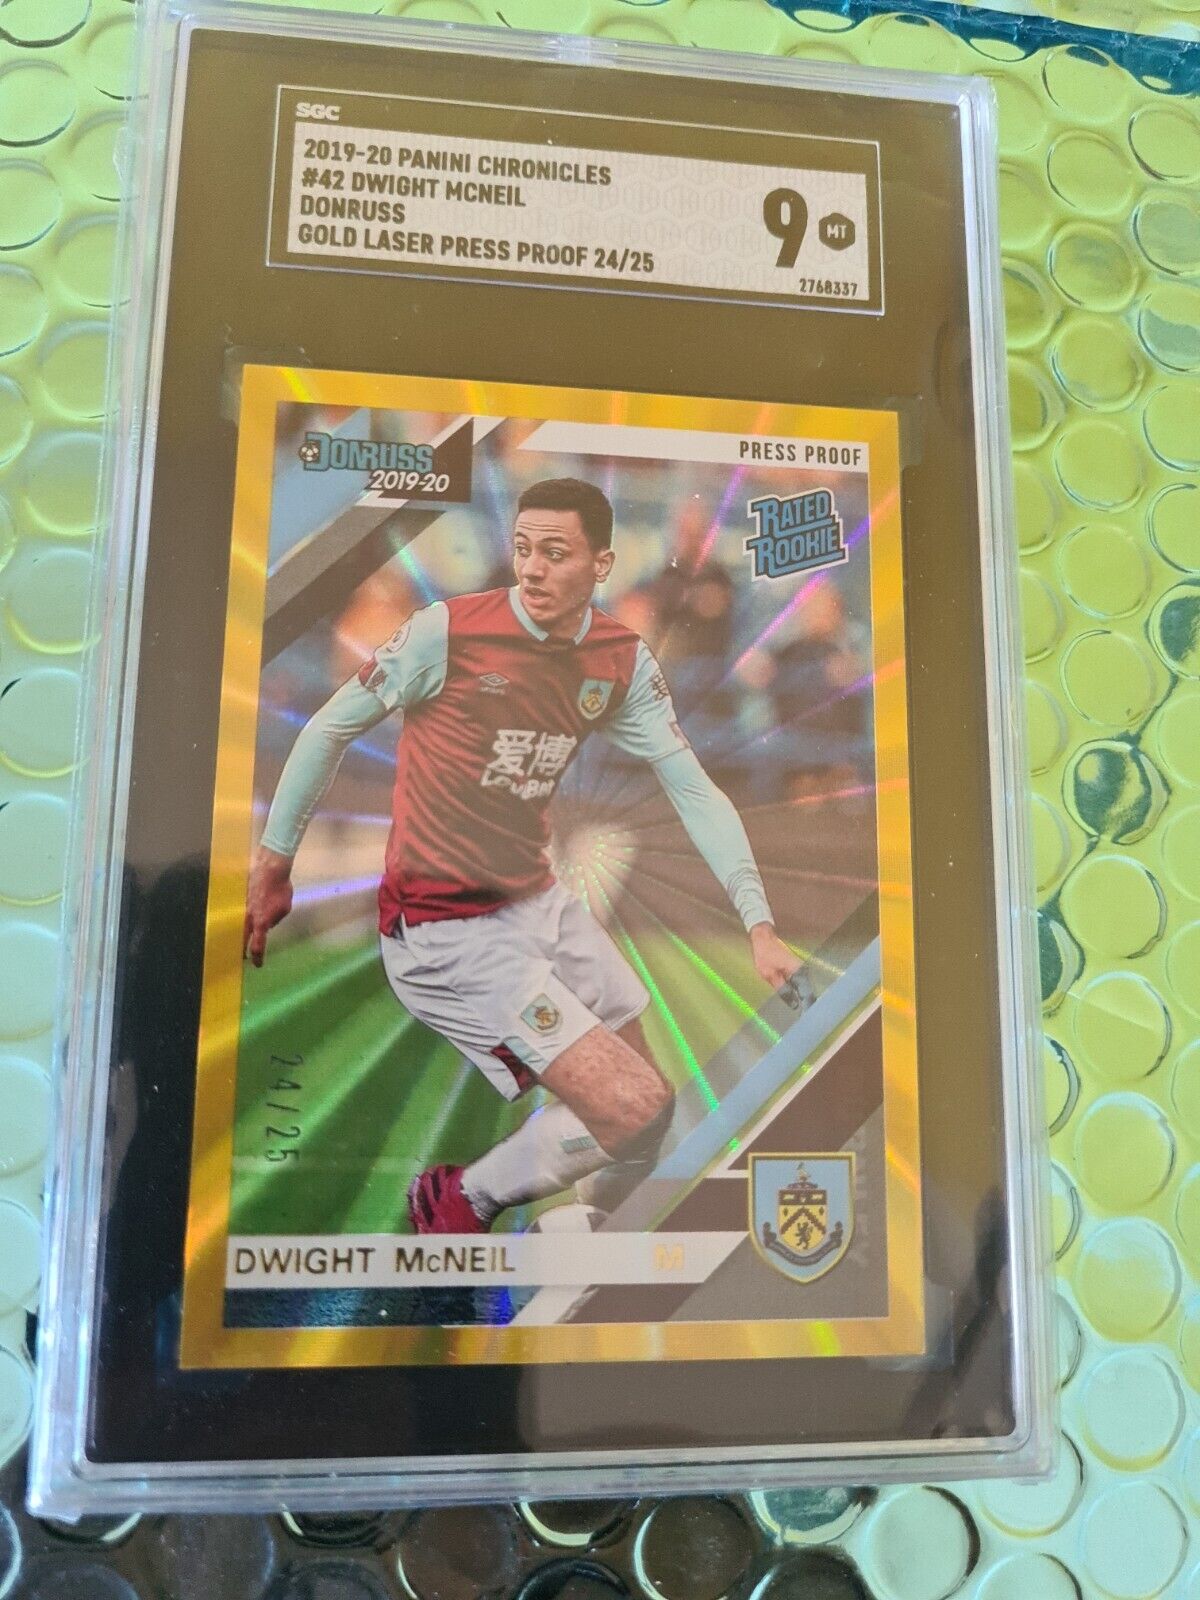 SGC
2019-20 PANINI CHRONICLES
#42 DWIGHT MCNEIL
DONRUSS
GOLD LASER PRESS PROOF 24/25
9 MT
2768337
DONRUSS
2019-20
PRESS PROOF
RATED
ROOKIE
爱博
LoveBet
24/25
DWIGHT McNEIL M